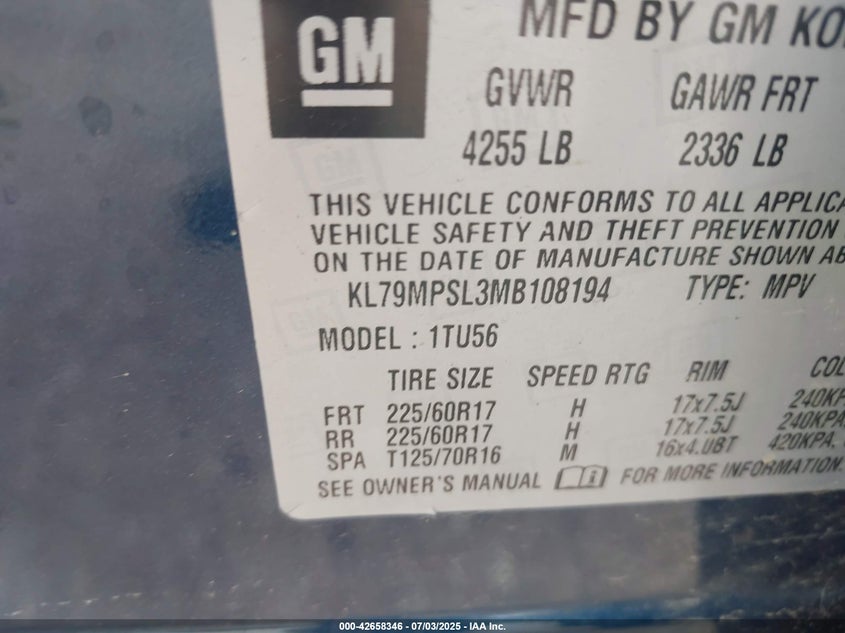 GM
MFD BY GM KO
GVWR GAWR FRT
4255 LB 2336 LB
THIS VEHICLE CONFORMS TO ALL APPLICA
VEHICLE SAFETY AND THEFT PREVENTION
ON THE DATE OF MANUFACTURE SHOWN AB
KL79MPSL3MB108194 TYPE: MPV
MODEL : 1TU56
TIRE SIZE SPEED RTG RIM COL
FRT 225/60R17 H 17x7.5J 240KP
RR 225/60R17 H 17x7.5J 240KPA
SPA T125/70R16 M 16x4.0BT 420KPA.
SEE OWNER'S MANUAL FOR MORE INFORMATION.
000-42658346 - 07/03/2025 - IAA Inc.